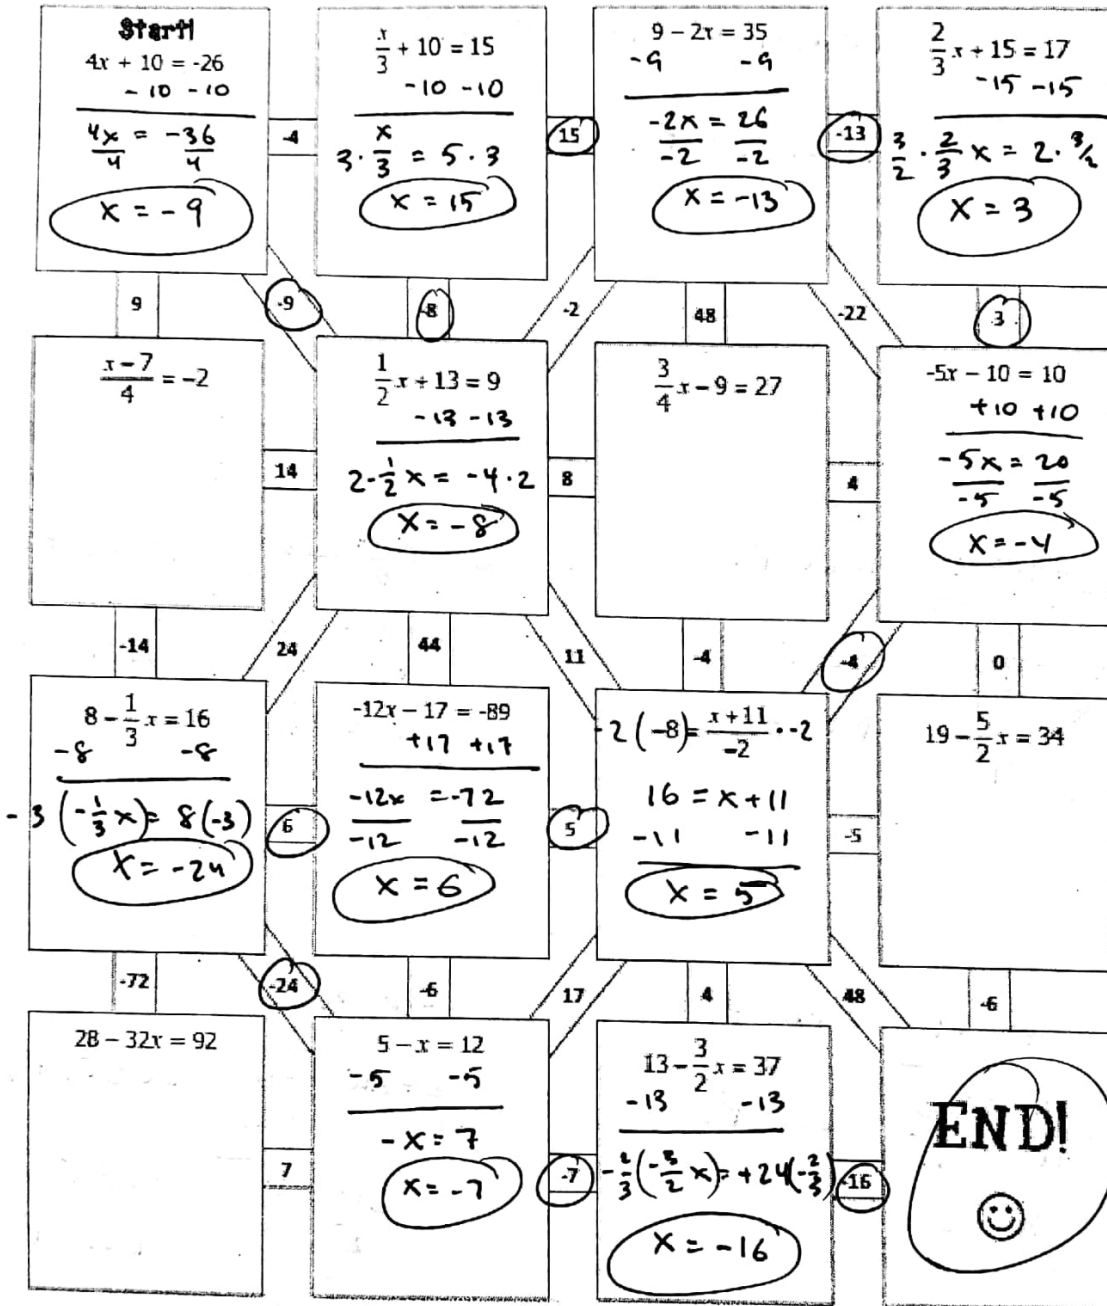 Start!
4x + 10 = -26
- 10 - 10
4x/4 = -36/4
x = - 9
-4
x/3 + 10 = 15
-10 -10
3 · x/3 = 5 · 3
x = 15
15
9 - 2x = 35
-9 -9
-2x/-2 = 26/-2
x = -13
-13
2/3 x + 15 = 17
-15 -15
3/2 · 2/3 x = 2 · 3/2
x = 3
9
-9
-8
-2
48
-22
3
x - 7/4 = -2
14
1/2 x + 13 = 9
-13 -13
2 · 1/2 x = -4 · 2
x = -8
8
3/4 x - 9 = 27
4
-5x - 10 = 10
+10 +10
-5x/-5 = 20/-5
x = -4
-14
24
44
11
-4
-4
0
8 - 1/3 x = 16
-8 -8
-3 (-1/3 x) = 8 (-3)
x = -24
6
-12x - 17 = -89
+17 +17
-12x/-12 = -72/-12
x = 6
5
-2 (-8) = x + 11/-2 · -2
16 = x + 11
-11 -11
x = 5
-5
19 - 5/2 x = 34
-72
-24
-6
17
4
48
-6
28 - 32x = 92
7
5 - x = 12
-5 -5
-x = 7
x = -7
-7
13 - 3/2 x = 37
-13 -13
-2/3 (-3/2 x) = +24 (-2/3)
x = -16
-16
END!